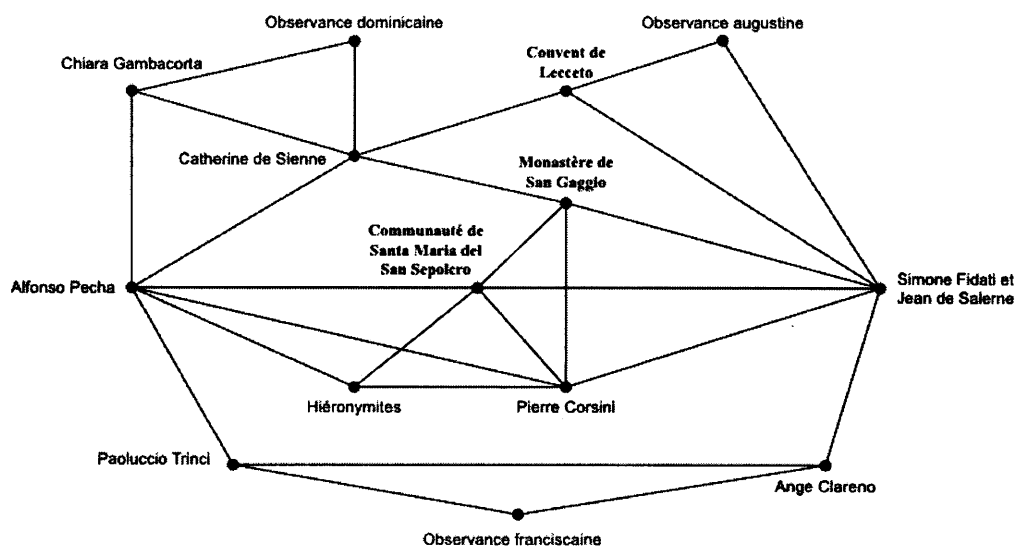 Observance dominicaine
Observance augustine
Chiara Gambacorta
Convent de
Lecceto
Catherine de Sienne
Monastère de
San Gaggio
Communauté de
Santa Maria del
San Sepolcro
Alfonso Pecha
Simone Fidati et
Jean de Salerne
Hiéronymites
Pierre Corsini
Paoluccio Trinci
Ange Clareno
Observance franciscaine